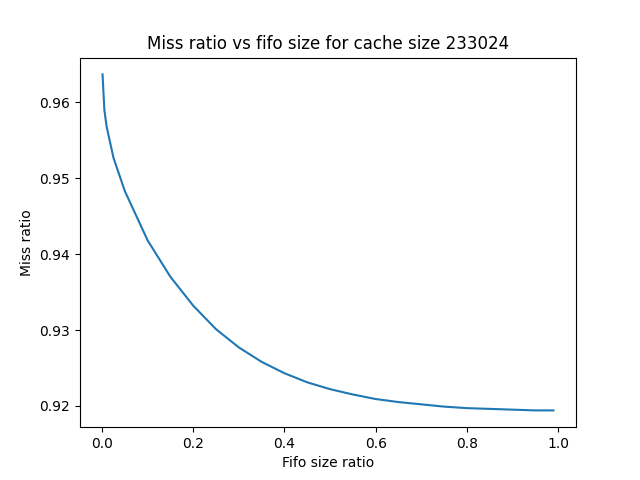 Miss ratio vs fifo size for cache size 233024
0.96
0.95
0.94
0.93
0.92
Miss ratio
0.0 0.2 0.4 0.6 0.8 1.0
Fifo size ratio